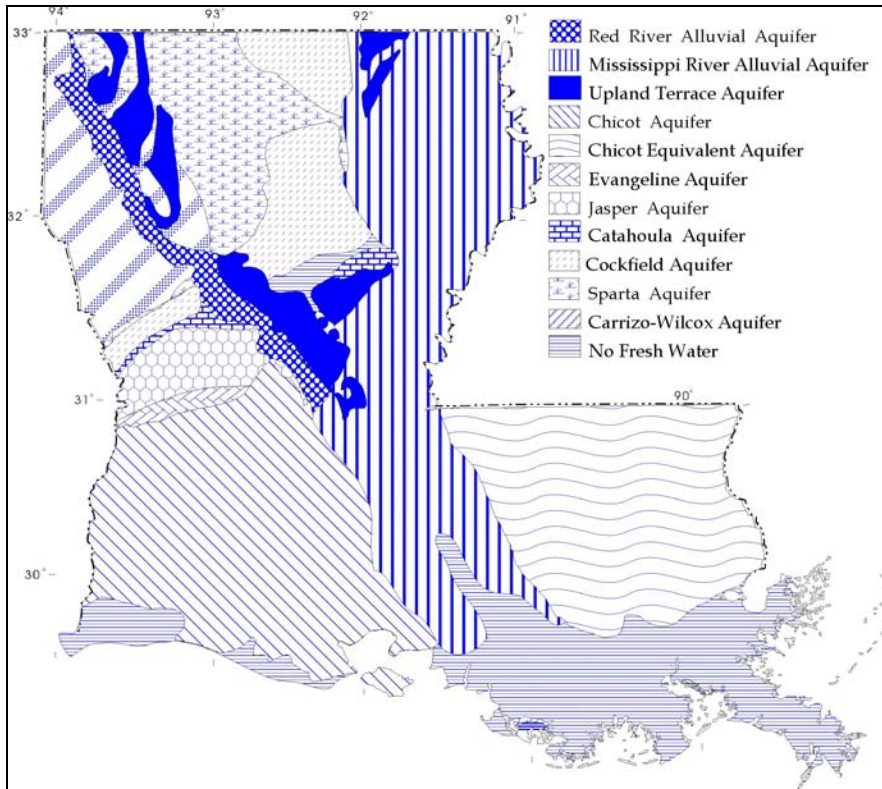 94°
93°
92°
91°
33°
Red River Alluvial Aquifer
Mississippi River Alluvial Aquifer
Upland Terrace Aquifer
Chicot Aquifer
Chicot Equivalent Aquifer
Evangeline Aquifer
32°
Jasper Aquifer
Catahoula Aquifer
Cockfield Aquifer
Sparta Aquifer
Carrizo-Wilcox Aquifer
No Fresh Water
31°
90°
30°